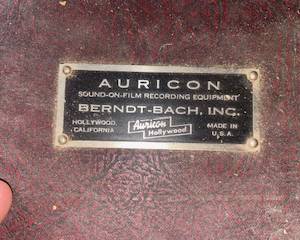 AURICON
SOUND-ON-FILM RECORDING EQUIPMENT
BERNDT-BACH, INC.
HOLLYWOOD, CALIFORNIA
Auricon Hollywood
MADE IN U.S.A.